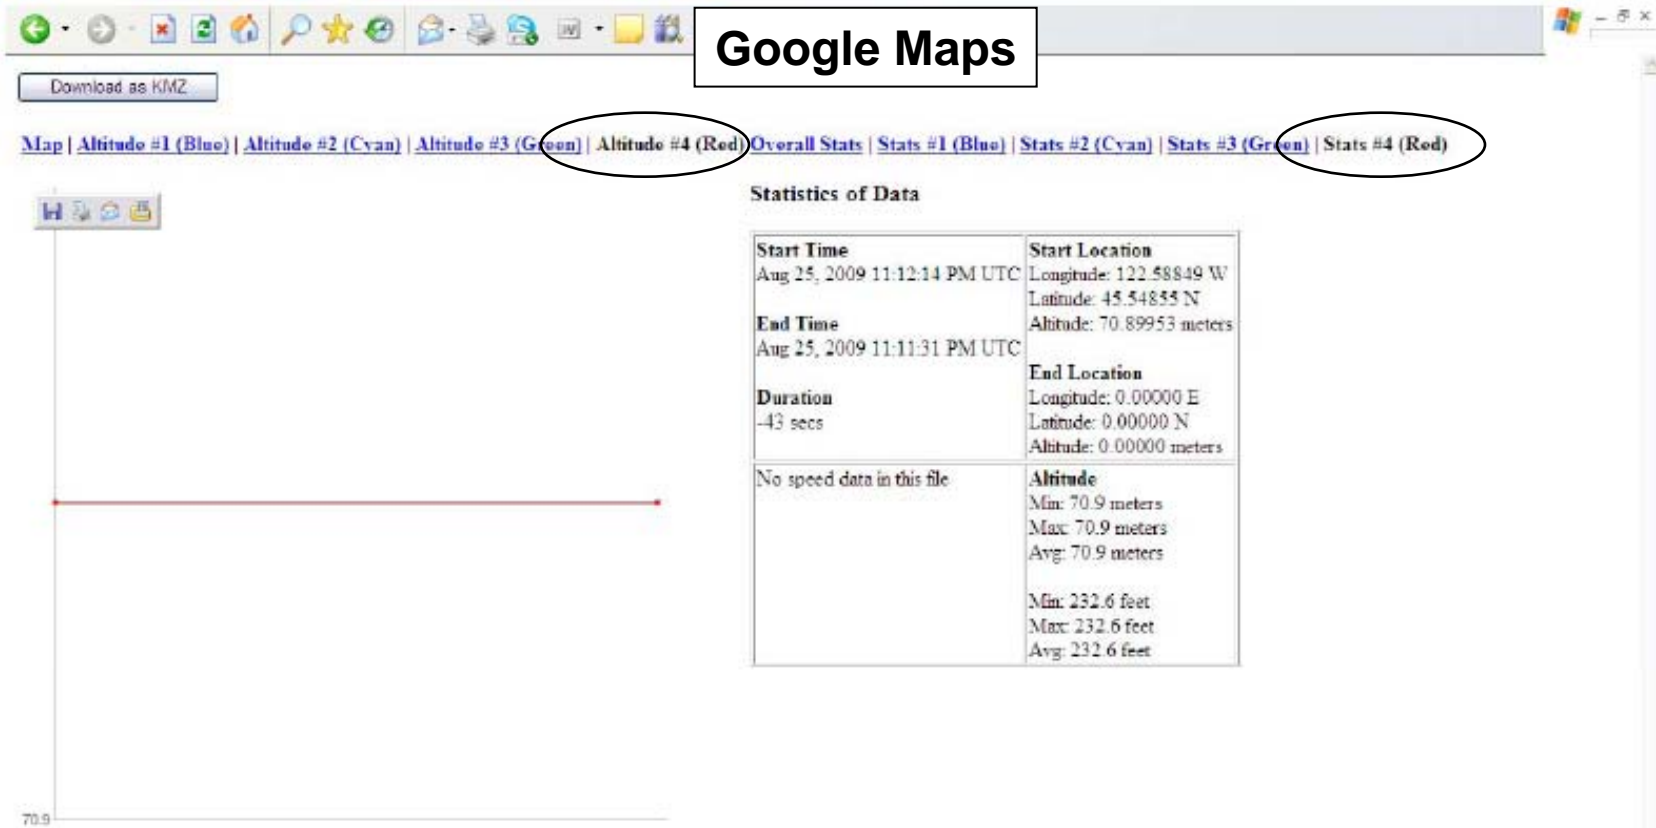 Google Maps
Download as KMZ
Map | Altitude #1 (Blue) | Altitude #2 (Cyan) | Altitude #3 (Green) | Altitude #4 (Red) Overall Stats | Stats #1 (Blue) | Stats #2 (Cyan) | Stats #3 (Green) | Stats #4 (Red)
Statistics of Data
Start Time
Aug 25, 2009 11:12:14 PM UTC
End Time
Aug 25, 2009 11:11:31 PM UTC
Duration
-43 secs
Start Location
Longitude: 122.58849 W
Latitude: 45.54855 N
Altitude: 70.89953 meters
End Location
Longitude: 0.00000 E
Latitude: 0.00000 N
Altitude: 0.00000 meters
No speed data in this file
Altitude
Min: 70.9 meters
Max: 70.9 meters
Avg: 70.9 meters
Min: 232.6 feet
Max: 232.6 feet
Avg: 232.6 feet
70.9